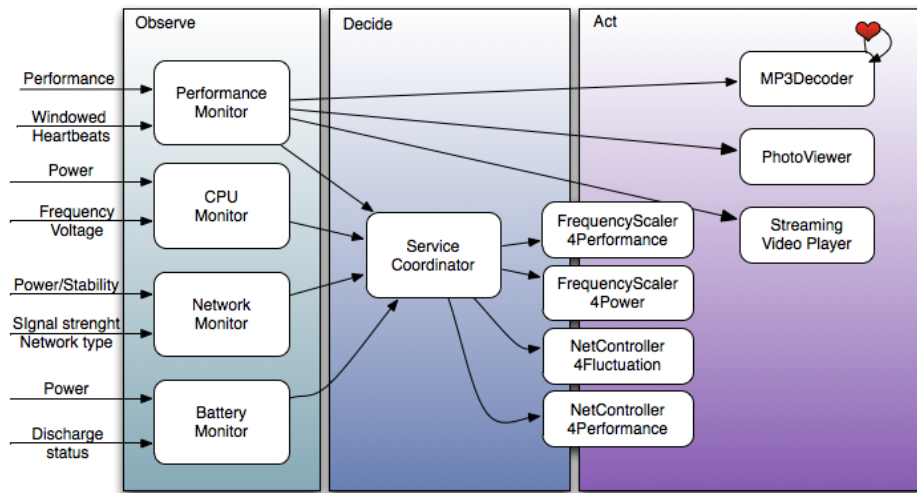 Observe
Decide
Act
Performance
Windowed
Heartbeats
Power
Frequency
Voltage
Power/Stability
SIgnal strenght
Network type
Power
Discharge
status
Performance
Monitor
CPU
Monitor
Network
Monitor
Battery
Monitor
Service
Coordinator
FrequencyScaler
4Performance
FrequencyScaler
4Power
NetController
4Fluctuation
NetController
4Performance
MP3Decoder
PhotoViewer
Streaming
Video Player